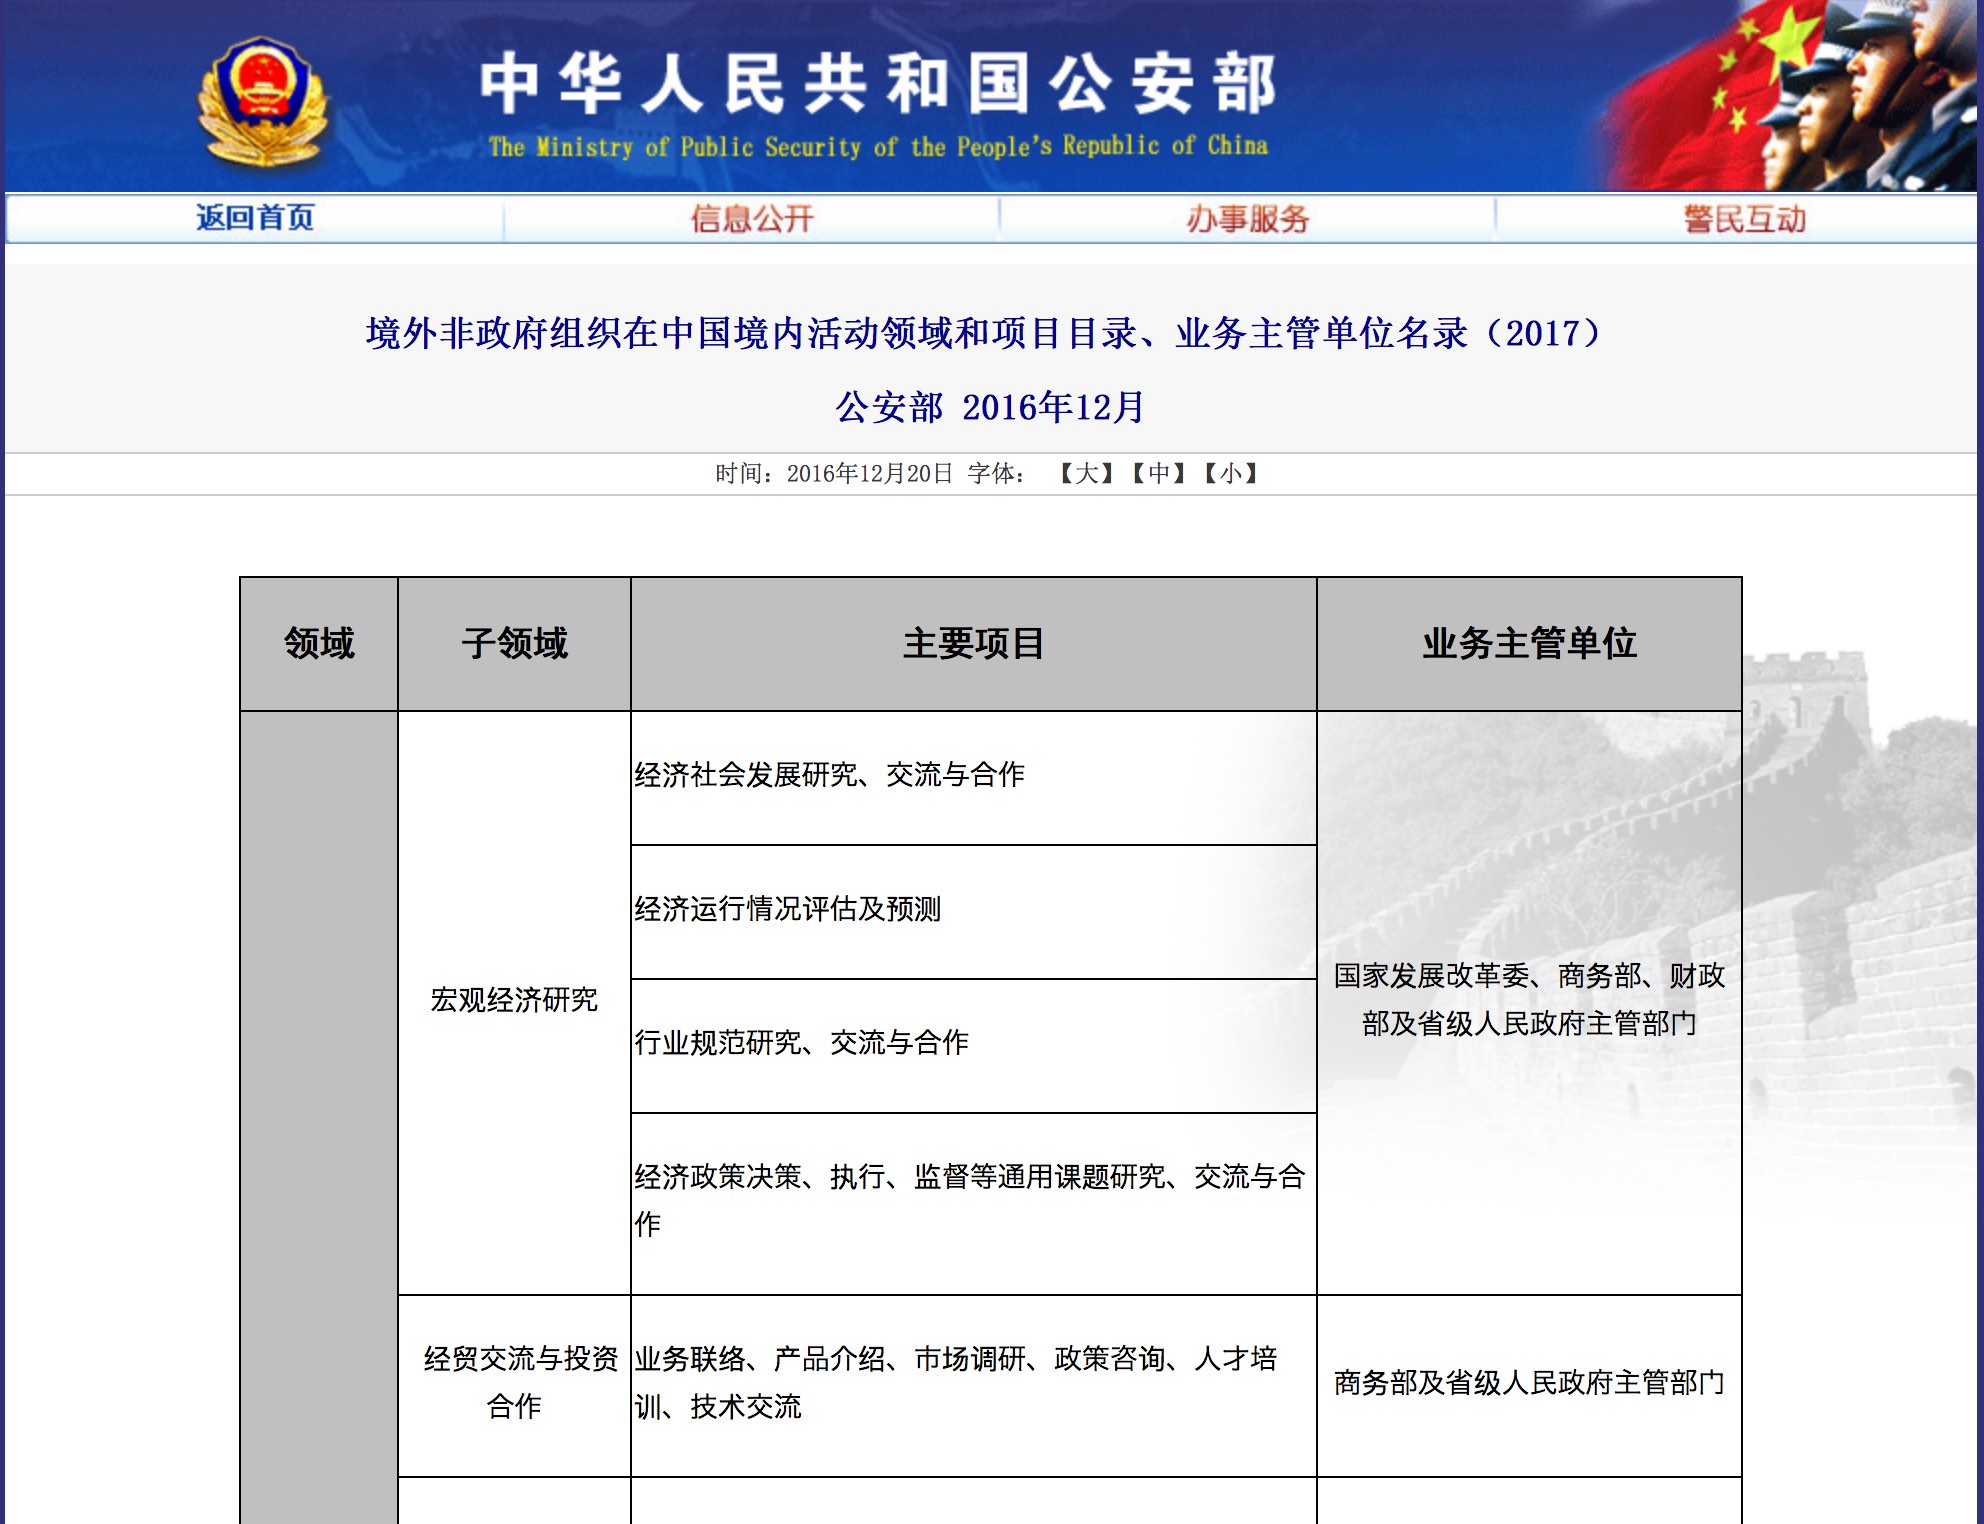 中华人民共和国公安部
The Ministry of Public Security of the People's Republic of China
返回首页 信息公开 办事服务 警民互动
境外非政府组织在中国境内活动领域和项目目录、业务主管单位名录（2017）
公安部 2016年12月
时间：2016年12月20日 字体： 【大】【中】【小】
领域 子领域 主要项目 业务主管单位
宏观经济研究
经济社会发展研究、交流与合作
经济运行情况评估及预测
行业规范研究、交流与合作
经济政策决策、执行、监督等通用课题研究、交流与合
作
国家发展改革委、商务部、财政
部及省级人民政府主管部门
经贸交流与投资
合作
业务联络、产品介绍、市场调研、政策咨询、人才培
训、技术交流
商务部及省级人民政府主管部门